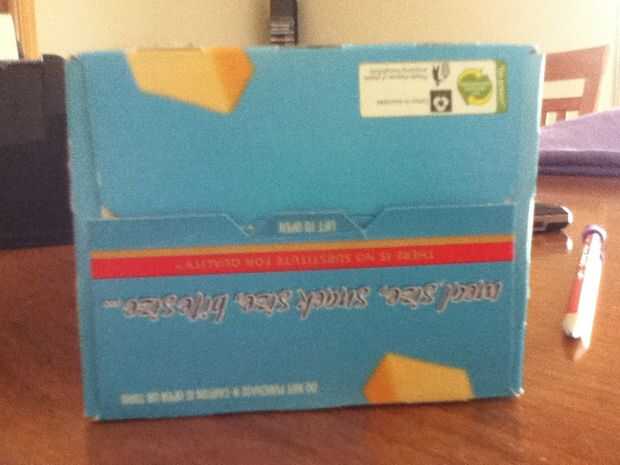 DO NOT PURCHASE IF CARTON IS OPEN OR TORN
meal size, snack size, bite size
THERE IS NO SUBSTITUTE FOR QUALITY
LIFT TO OPEN